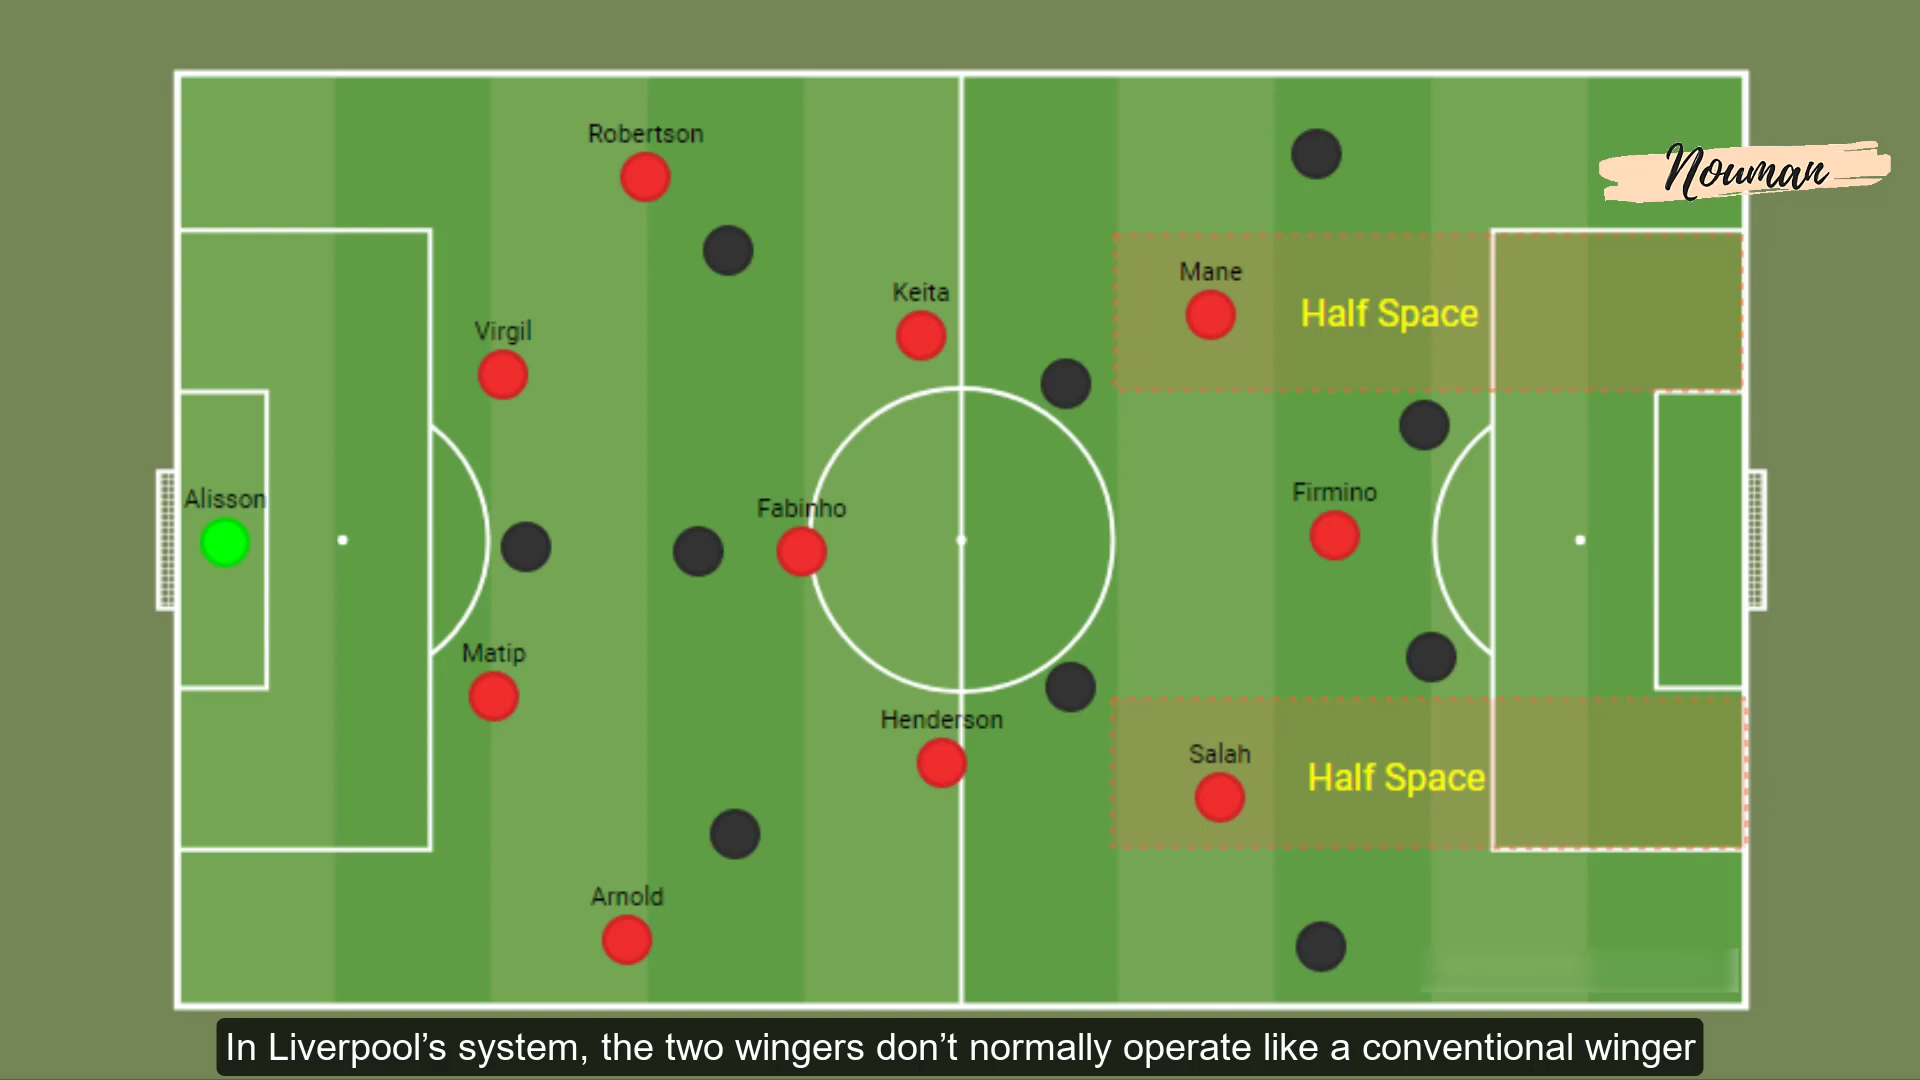 Robertson
Nouman
Mane
Keita
Half Space
Virgil
Firmino
Alisson
Fabinho
Matip
Henderson
Salah
Half Space
Arnold
In Liverpool’s system, the two wingers don’t normally operate like a conventional winger